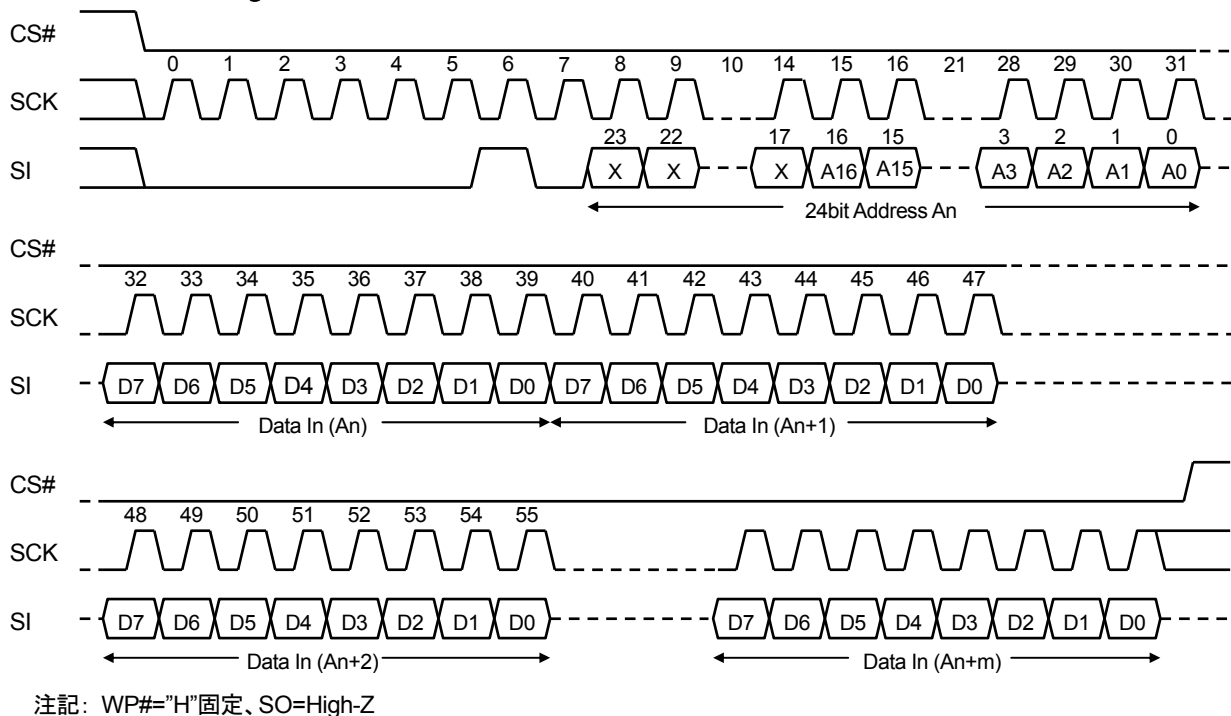 CS#
0 1 2 3 4 5 6 7 8 9 10 14 15 16 21 28 29 30 31
SCK
23 22 17 16 15 3 2 1 0
SI X X X A16 A15 A3 A2 A1 A0
24bit Address An
CS#
32 33 34 35 36 37 38 39 40 41 42 43 44 45 46 47
SCK
SI D7 D6 D5 D4 D3 D2 D1 D0 D7 D6 D5 D4 D3 D2 D1 D0
Data In (An) Data In (An+1)
CS#
48 49 50 51 52 53 54 55
SCK
SI D7 D6 D5 D4 D3 D2 D1 D0 D7 D6 D5 D4 D3 D2 D1 D0
Data In (An+2) Data In (An+m)
注記: WP#="H"固定、SO=High-Z